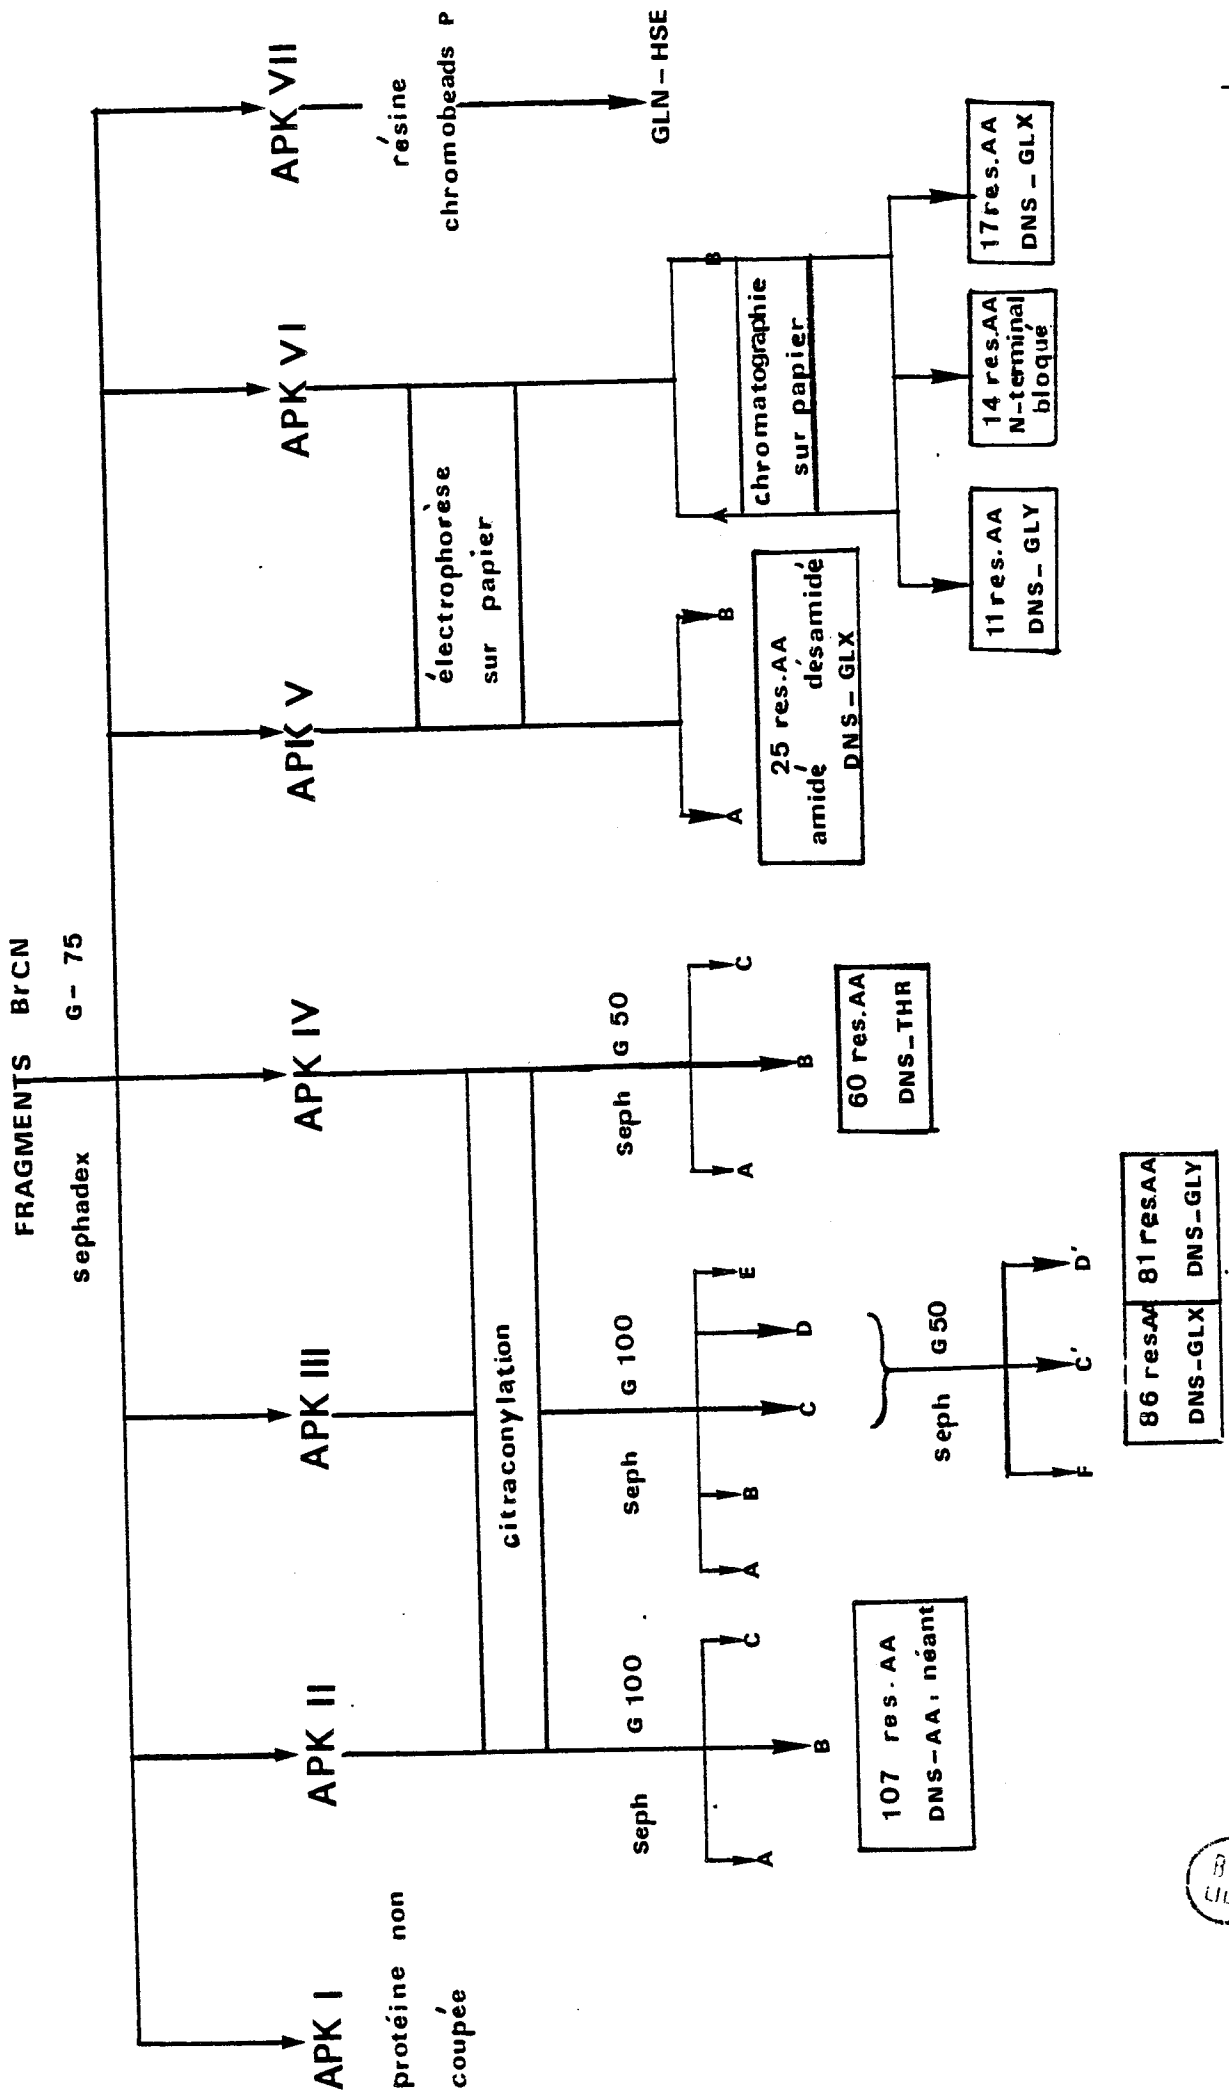 FRAGMENTS BrCN
sephadex G- 75
APK I
protéine non
coupée
APK II
APK III
APK IV
APK V
APK VI
APK VII
citraconylation
électrophorèse
sur papier
résine
chromobeads P
GLN-HSE
seph G 100
A
B
C
107 res. AA
DNS-AA: néant
seph G 100
A
B
C
D
E
seph G 50
F
C'
D'
86 res.AA
DNS-GLX
81 res.AA
DNS-GLY
seph G 50
A
B
C
60 res.AA
DNS-THR
A
B
25 res.AA
amidé désamidé
DNS-GLX
B
chromatographie
sur papier
11 res.AA
DNS-GLY
14 res.AA
N-terminal
bloqué
17 res.AA
DNS-GLX